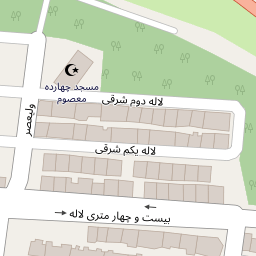 مسجد چهارده
معصوم
لاله دوم شرقی
ولیعصر
لاله یکم شرقی
بیست و چهار متری لاله